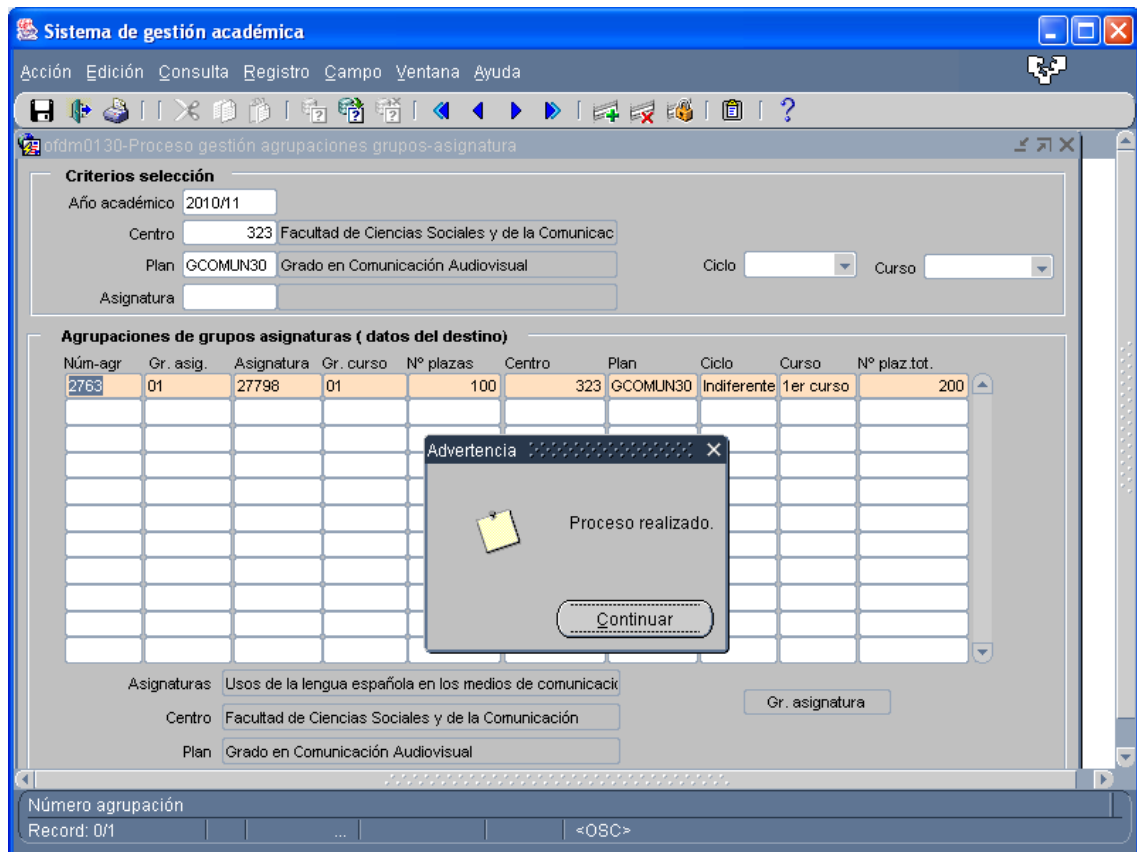 Sistema de gestión académica
Acción Edición Consulta Registro Campo Ventana Ayuda
ofdm0130-Proceso gestión agrupaciones grupos-asignatura
Criterios selección
Año académico 2010/11
Centro 323 Facultad de Ciencias Sociales y de la Comunicac
Plan GCOMUN30 Grado en Comunicación Audiovisual Ciclo Curso
Asignatura
Agrupaciones de grupos asignaturas ( datos del destino)
Núm-agr Gr. asig. Asignatura Gr. curso Nº plazas Centro Plan Ciclo Curso Nº plaz.tot.
2763 01 27798 01 100 323 GCOMUN30 Indiferente 1er curso 200
Advertencia
Proceso realizado.
Continuar
Asignaturas Usos de la lengua española en los medios de comunicació
Gr. asignatura
Centro Facultad de Ciencias Sociales y de la Comunicación
Plan Grado en Comunicación Audiovisual
Número agrupación
Record: 0/1 ... <OSC>